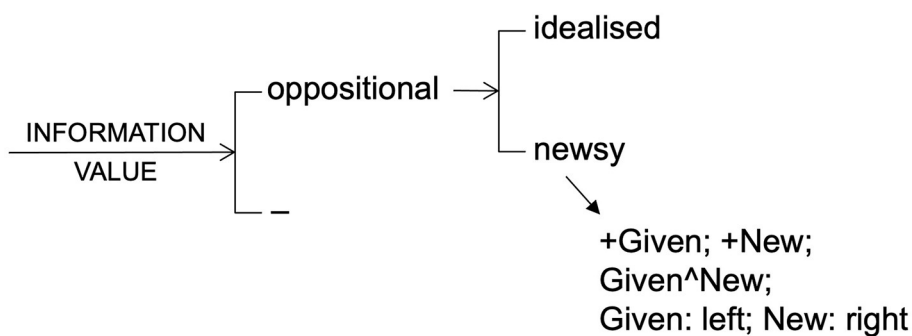 idealised
oppositional
INFORMATION
VALUE
newsy
–
+Given; +New;
Given^New;
Given: left; New: right